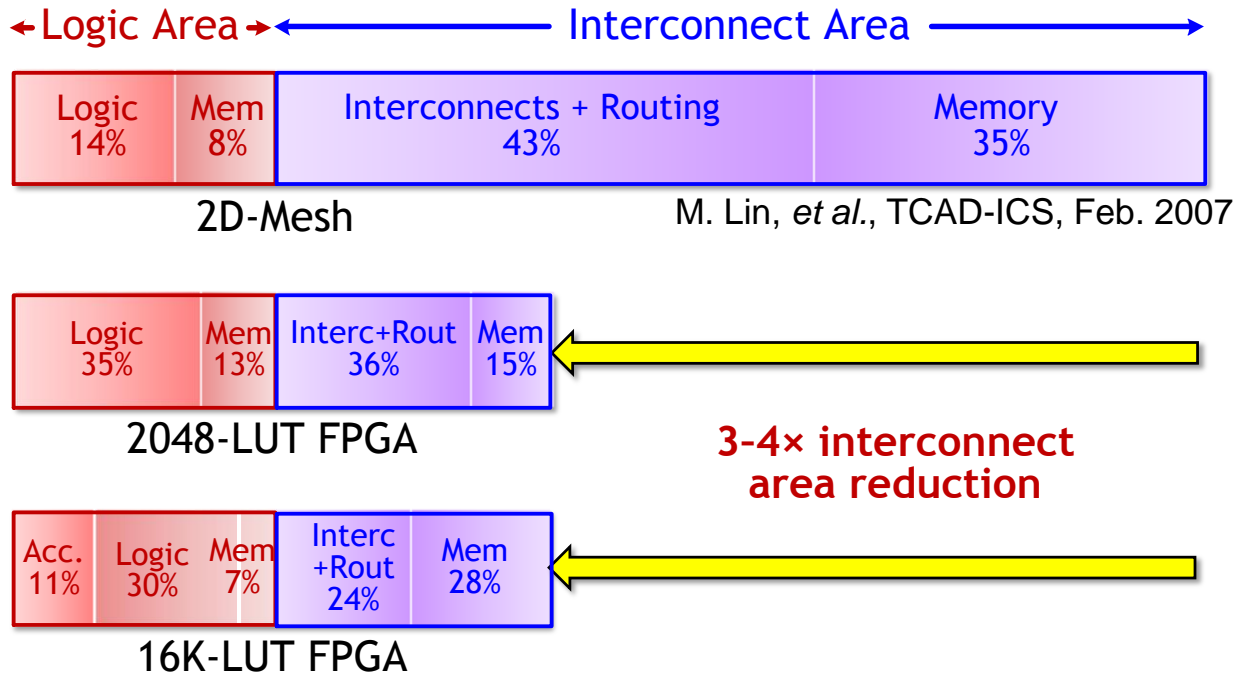 Logic Area Interconnect Area
Logic Mem Interconnects + Routing Memory
14% 8% 43% 35%
2D-Mesh M. Lin, et al., TCAD-ICS, Feb. 2007
Logic Mem Interc+Rout Mem
35% 13% 36% 15%
2048-LUT FPGA
3–4× interconnect
area reduction
Acc. Logic Mem Interc Mem
11% 30% 7% +Rout 28%
24%
16K-LUT FPGA